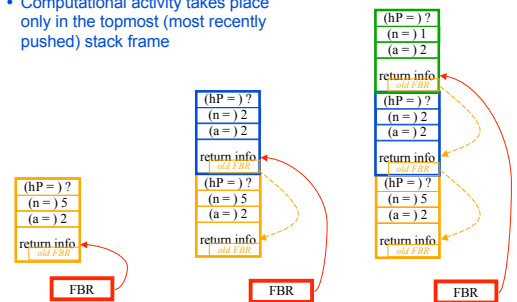 • Computational activity takes place
only in the topmost (most recently
pushed) stack frame
(hP = ) ?
(n = ) 5
(a = ) 2
return info
old FBR
FBR
(hP = ) ?
(n = ) 2
(a = ) 2
return info
old FBR
(hP = ) ?
(n = ) 5
(a = ) 2
return info
old FBR
FBR
(hP = ) ?
(n = ) 1
(a = ) 2
return info
old FBR
(hP = ) ?
(n = ) 2
(a = ) 2
return info
old FBR
(hP = ) ?
(n = ) 5
(a = ) 2
return info
old FBR
FBR